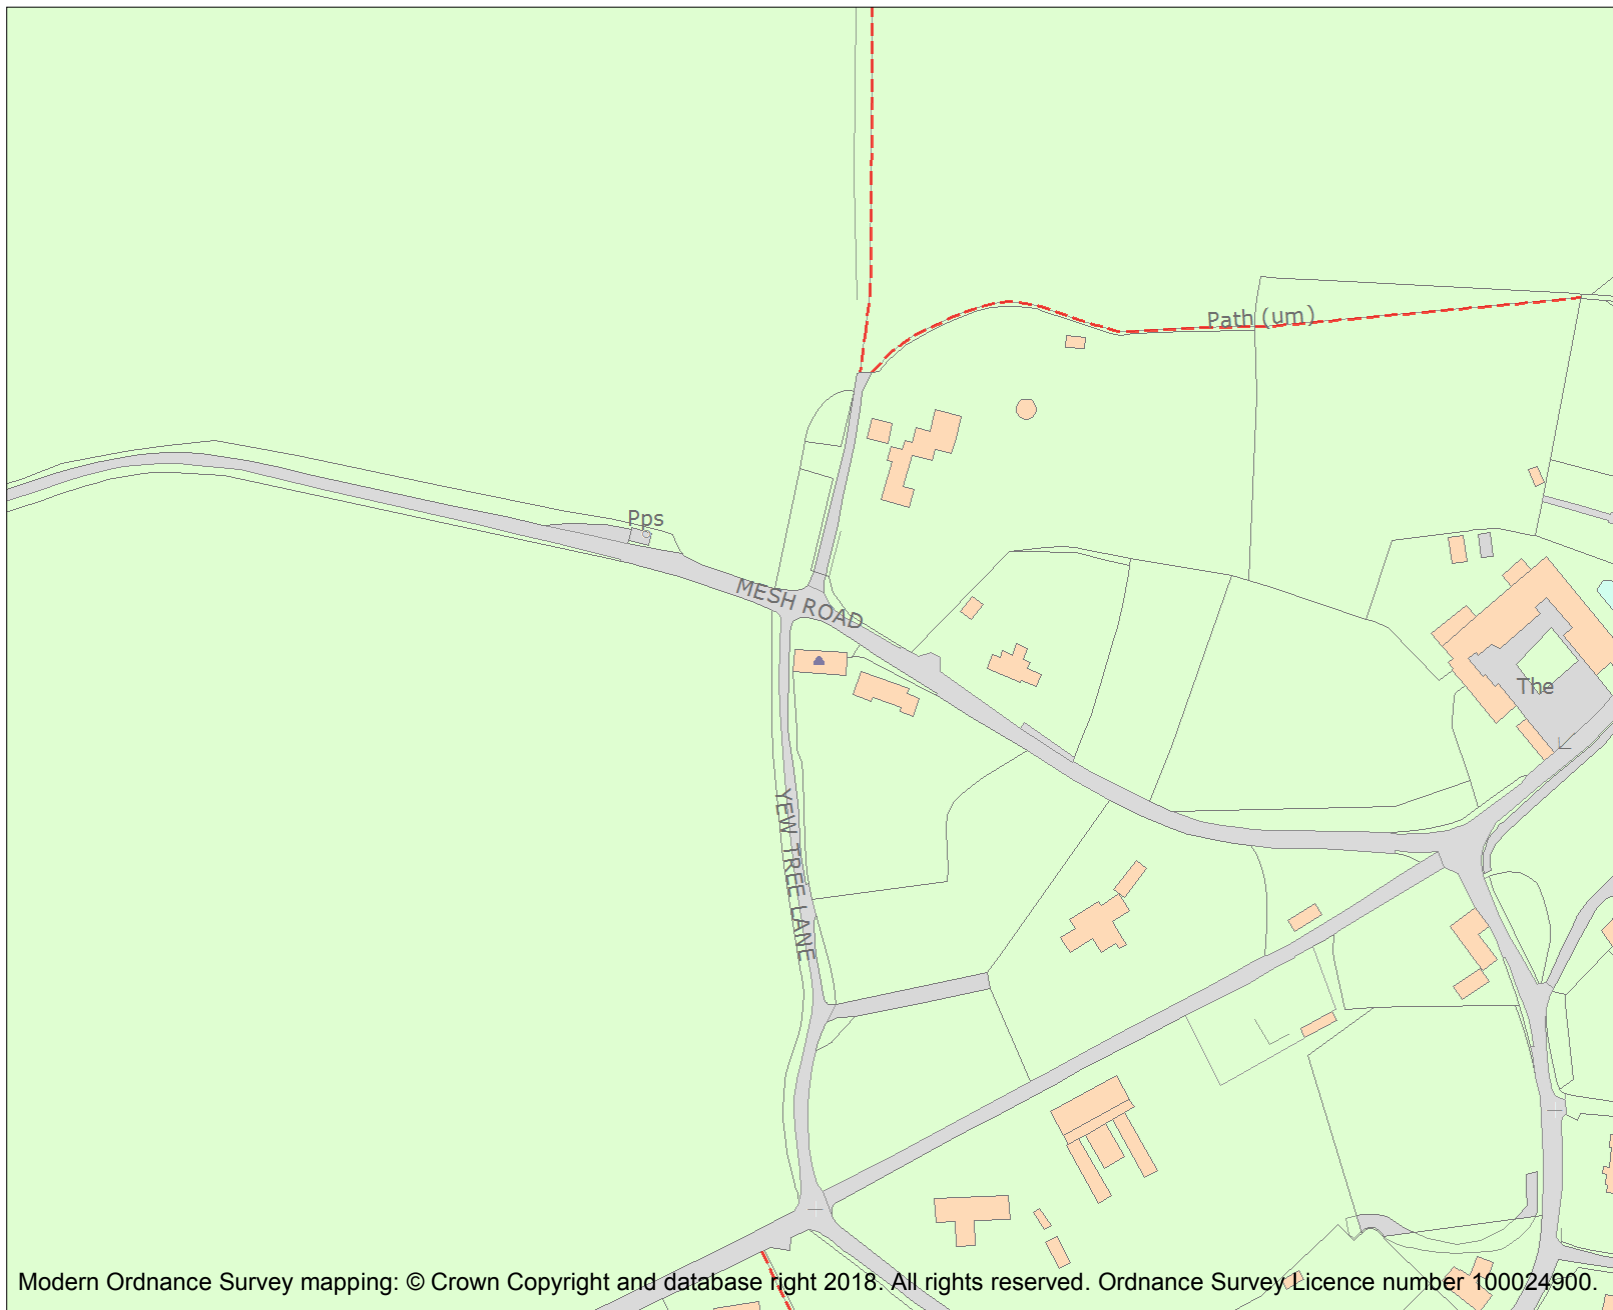 Path (um)
Pps
MESH ROAD
The
YEW TREE LANE
Modern Ordnance Survey mapping: © Crown Copyright and database right 2018. All rights reserved. Ordnance Survey Licence number 100024900.